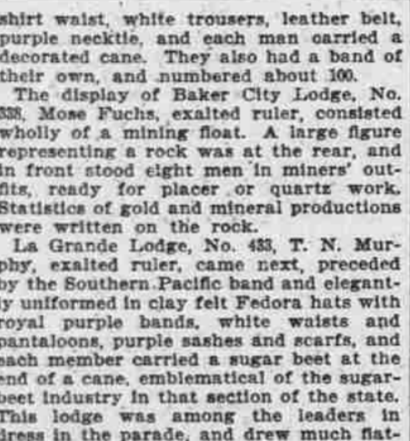 shirt waist, white trousers, leather belt,
purple necktie, and each man carried a
decorated cane. They also had a band of
their own, and numbered about 100.
The display of Baker City Lodge, No.
338, Mose Fuchs, exalted ruler, consisted
wholly of a mining float. A large figure
representing a rock was at the rear, and
in front stood eight men in miners' out-
fits, ready for placer or quartz work.
Statistics of gold and mineral productions
were written on the rock.
La Grande Lodge, No. 433, T. N. Mur-
phy, exalted ruler, came next, preceded
by the Southern Pacific band and elegant-
ly uniformed in clay felt Fedora hats with
royal purple bands, white waists and
pantaloons, purple sashes and scarfs, and
each member carried a sugar beet at the
end of a cane, emblematical of the sugar-
beet industry in that section of the state.
This lodge was among the leaders in
dress in the parade, and drew much flat-